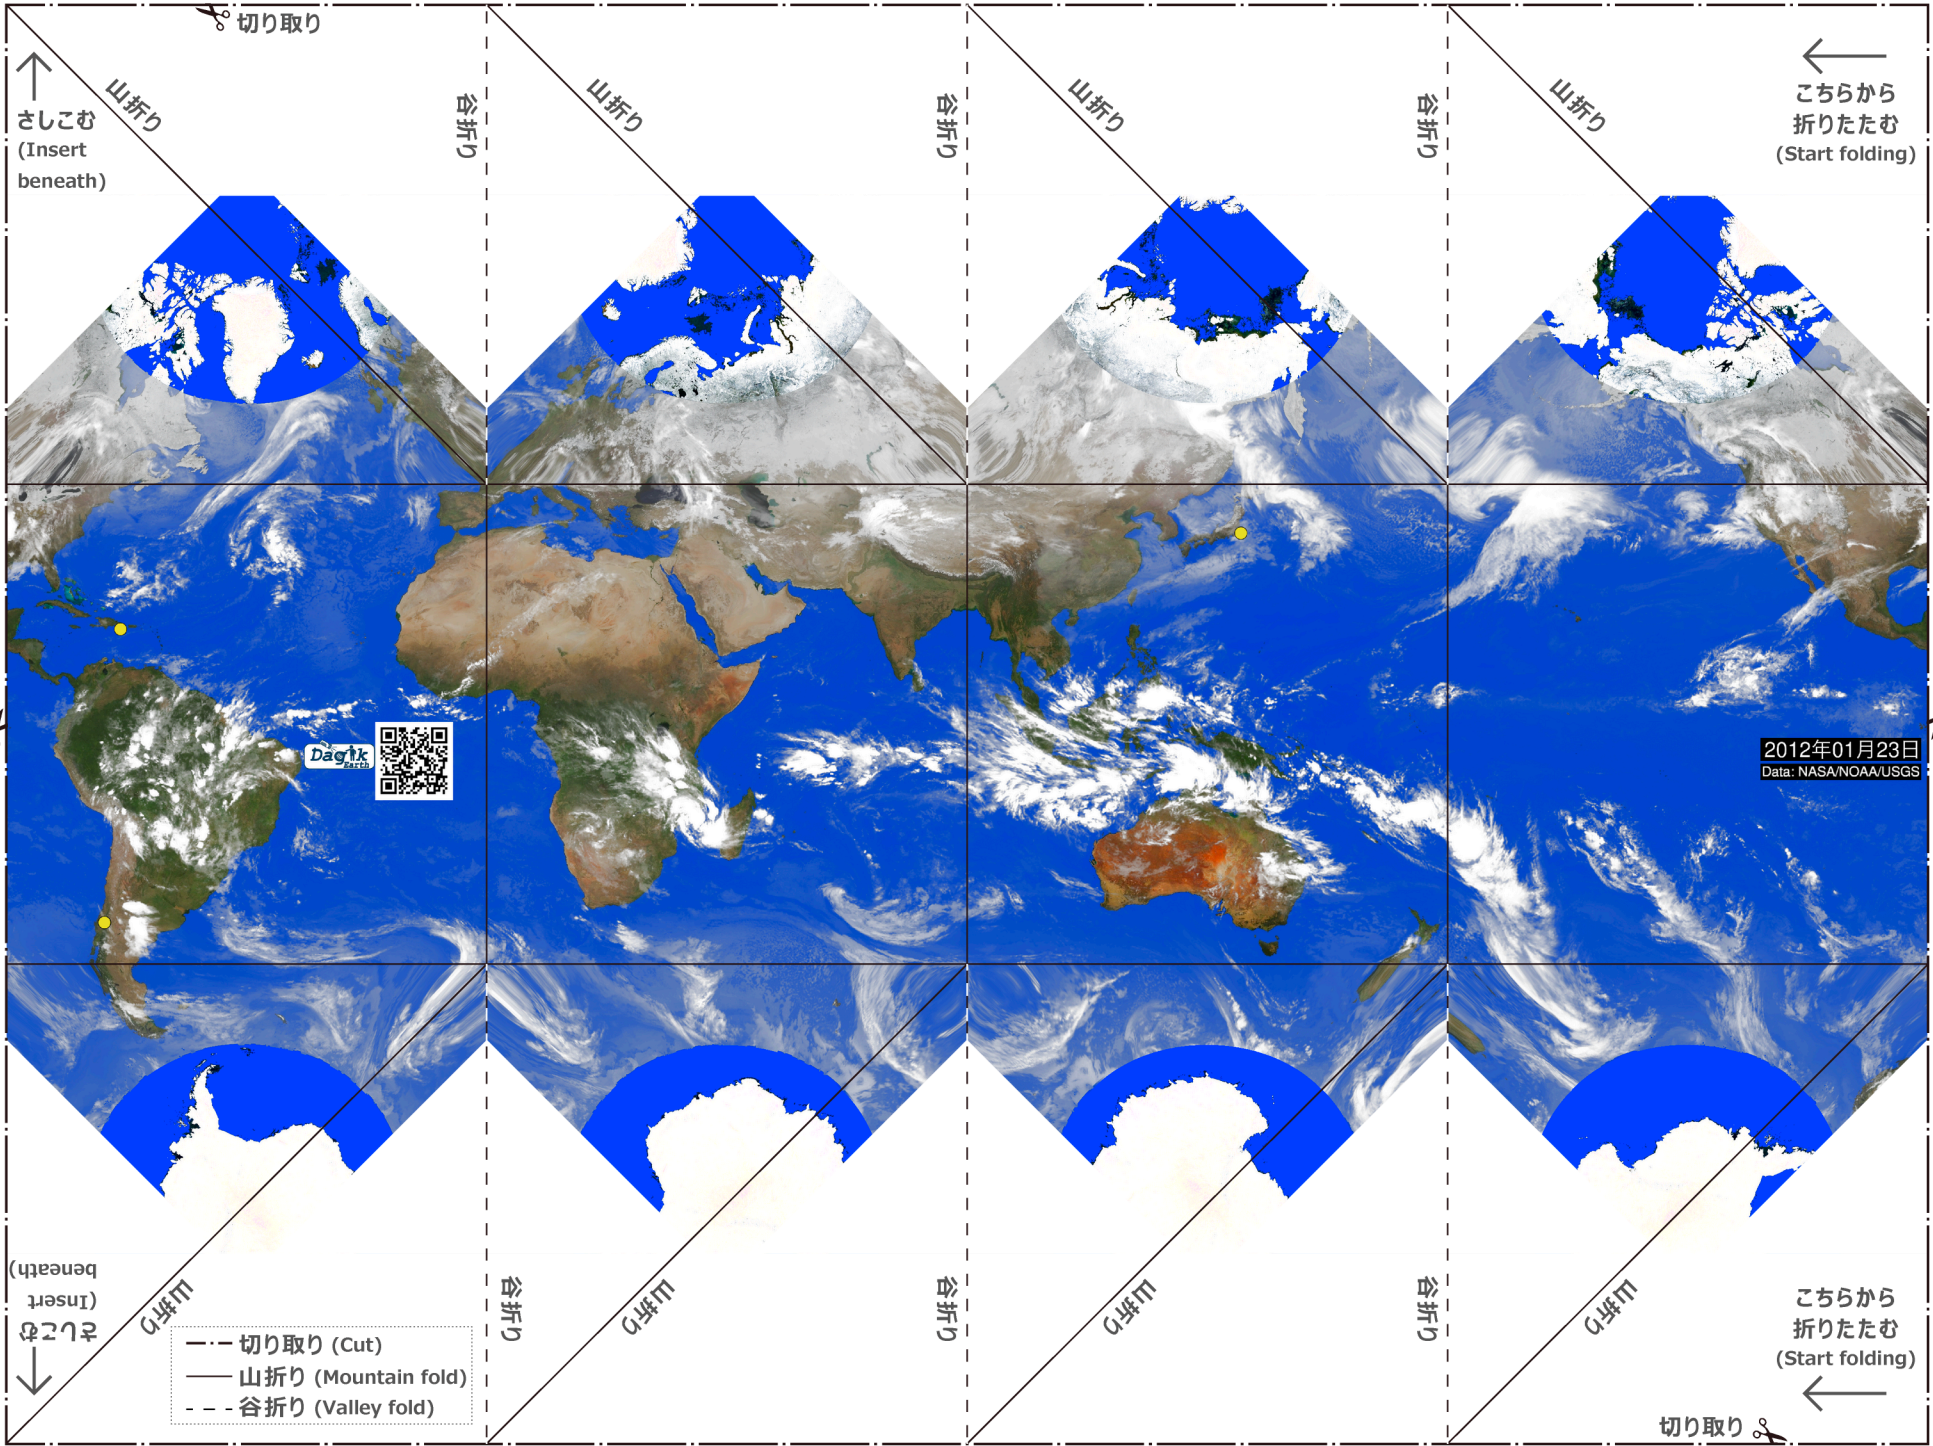 切り取り
山折り
山折り
山折り
山折り
谷折り
谷折り
谷折り
さしこむ
(Insert
beneath)
こちらから
折りたたむ
(Start folding)
Dagik
Earth
2012年01月23日
Data: NASA/NOAA/USGS
さしこむ
(Insert
beneath)
山折り
山折り
山折り
山折り
谷折り
谷折り
谷折り
切り取り (Cut)
山折り (Mountain fold)
谷折り (Valley fold)
こちらから
折りたたむ
(Start folding)
切り取り